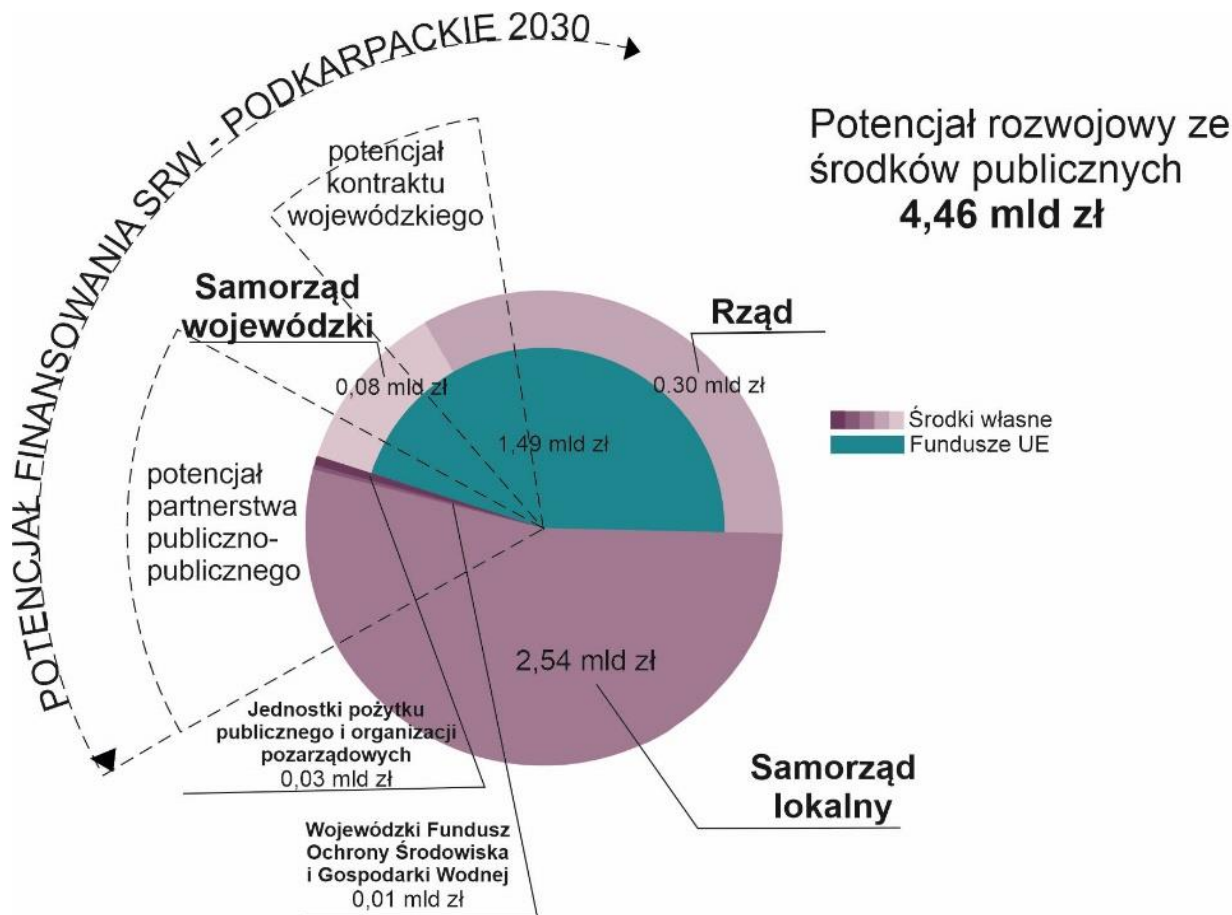 POTENCJAŁ FINANSOWANIA SRW - PODKARPACKIE 2030
potencjał
kontraktu
wojewódzkiego
Potencjał rozwojowy ze
środków publicznych
4,46 mld zł
Samorząd
wojewódzki
0,08 mld zł
Rząd
0.30 mld zł
1,49 mld zł
Środki własne
Fundusze UE
potencjał
partnerstwa
publiczno-
publicznego
2,54 mld zł
Jednostki pożytku
publicznego i organizacji
pozarządowych
0,03 mld zł
Samorząd
lokalny
Wojewódzki Fundusz
Ochrony Środowiska
i Gospodarki Wodnej
0,01 mld zł